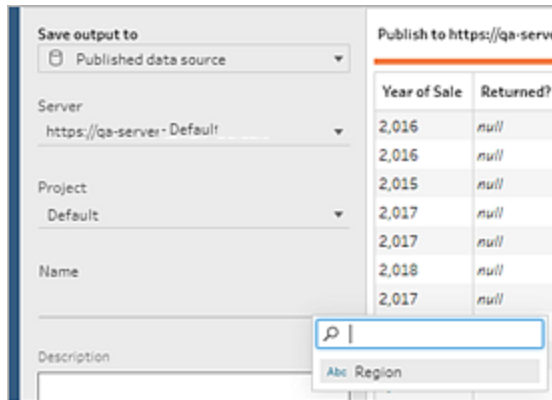 Save output to
Published data source
Server
https://qa-server - Default
Project
Default
Name
Description
Publish to https://qa-serve
Year of Sale Returned?
2,016 null
2,016 null
2,015 null
2,017 null
2,017 null
2,018 null
2,017 null
Abc Region